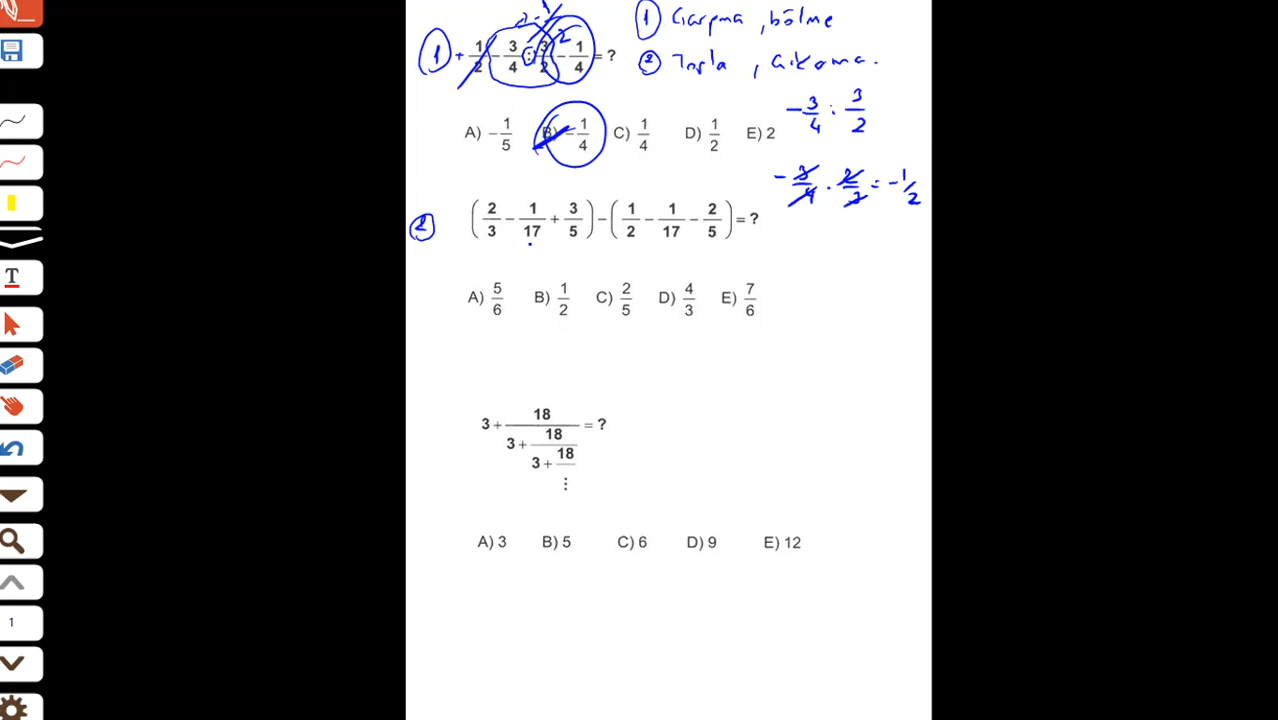 ① Çarpma, bölme
② Topla, Çıkarma.
① + 1/2 - 3/4 : 3/2 - 1/4 = ?
A) -1/5 B) -1/4 C) 1/4 D) 1/2 E) 2
-3/4 : 3/2
-3/4 · 2/3 = -1/2
② (2/3 - 1/17 + 3/5) - (1/2 - 1/17 - 2/5) = ?
A) 5/6 B) 1/2 C) 2/5 D) 4/3 E) 7/6
3 + 18/(3 + 18/(3 + 18/⋮)) = ?
A) 3 B) 5 C) 6 D) 9 E) 12
T
1